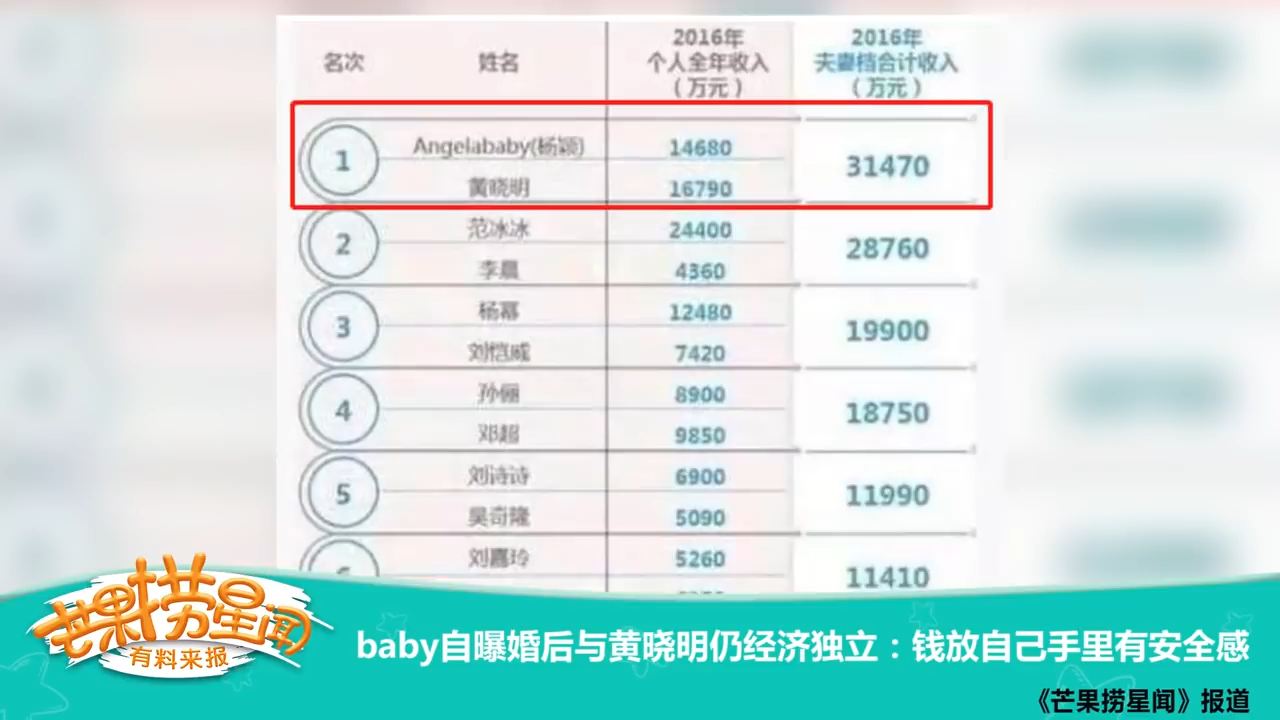 名次 姓名 2016年 个人全年收入 (万元) 2016年 夫妻档合计收入 (万元)
1 Angelababy(杨颖) 14680 31470
黄晓明 16790
2 范冰冰 24400 28760
李晨 4360
3 杨幂 12480 19900
刘恺威 7420
4 孙俪 8900 18750
邓超 9850
5 刘诗诗 6900 11990
吴奇隆 5090
刘嘉玲 5260 11410
芒果捞星闻
有料来报
baby自曝婚后与黄晓明仍经济独立：钱放自己手里有安全感
《芒果捞星闻》报道